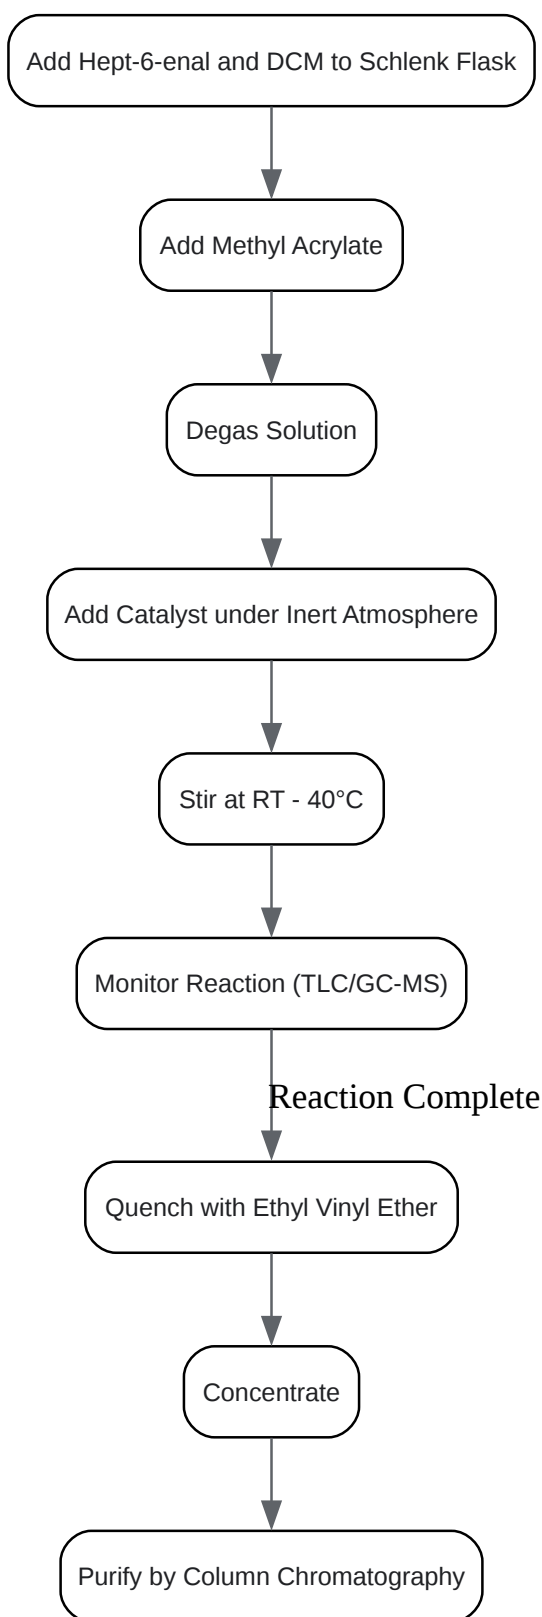 Add Hept-6-enal and DCM to Schlenk Flask
Add Methyl Acrylate
Degas Solution
Add Catalyst under Inert Atmosphere
Stir at RT - 40°C
Monitor Reaction (TLC/GC-MS)
Reaction Complete
Quench with Ethyl Vinyl Ether
Concentrate
Purify by Column Chromatography